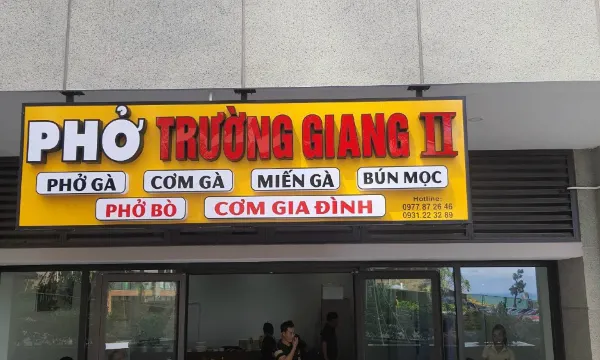 PHỞ TRƯỜNG GIANG II
PHỞ GÀ CƠM GÀ MIẾN GÀ BÚN MỌC
PHỞ BÒ CƠM GIA ĐÌNH
Hotline:
0977.87 26 46
0931.22 32 89